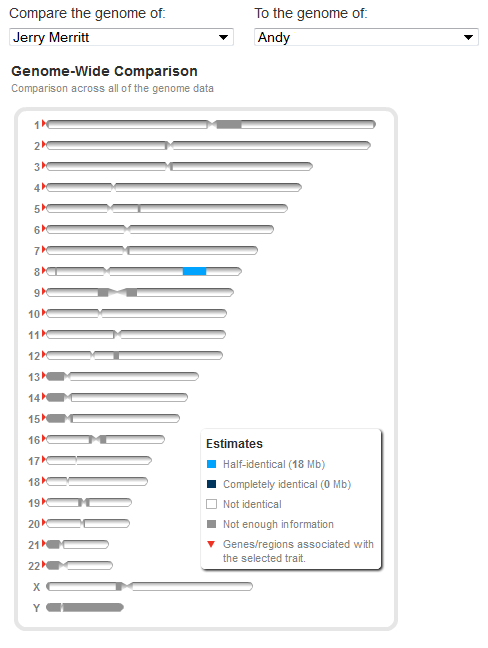 Compare the genome of: To the genome of:
Jerry Merritt Andy
Genome-Wide Comparison
Comparison across all of the genome data
1
2
3
4
5
6
7
8
9
10
11
12
13
14
15
16
17
18
19
20
21
22
X
Y
Estimates
Half-identical (18 Mb)
Completely identical (0 Mb)
Not identical
Not enough information
Genes/regions associated with
the selected trait.